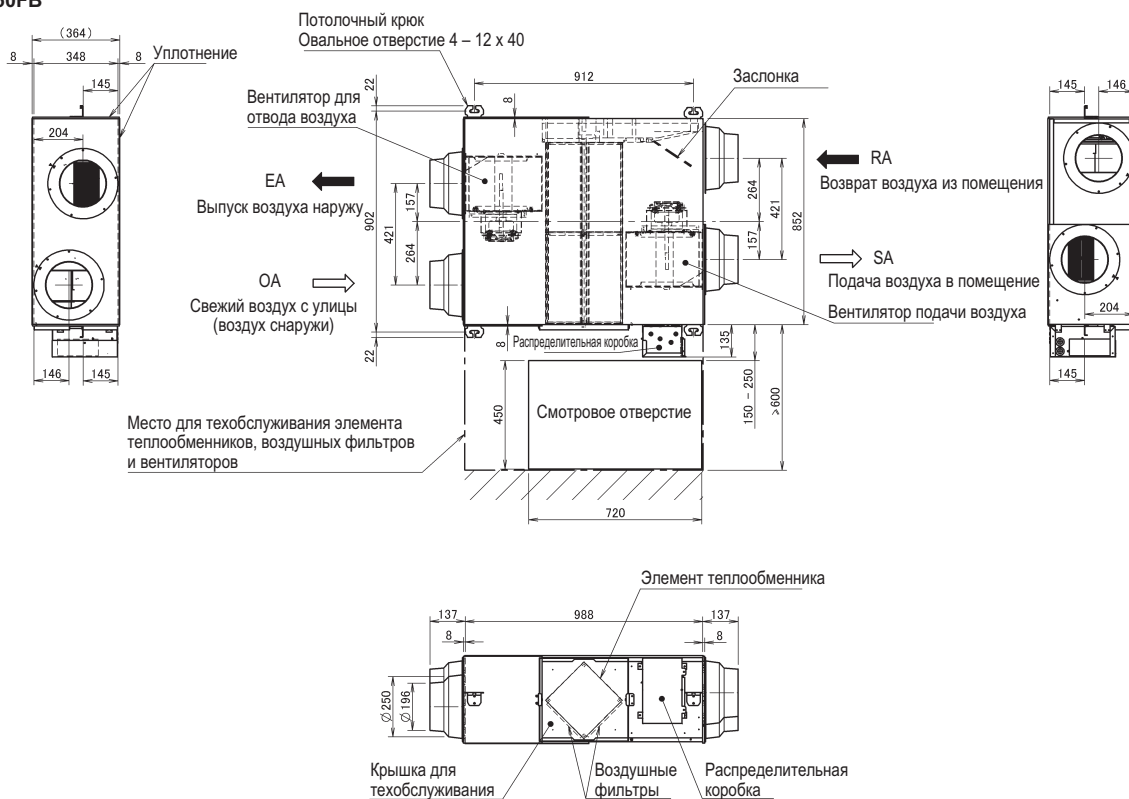 Потолочный крюк
Овальное отверстие 4 – 12 x 40
(364)
8
348
8
Уплотнение
145
204
146
145
22
912
8
Заслонка
Вентилятор для
отвода воздуха
EA
Выпуск воздуха наружу
157
421
264
902
OA
Свежий воздух с улицы
(воздух снаружи)
22
8
RA
Возврат воздуха из помещения
264
421
157
852
SA
Подача воздуха в помещение
Вентилятор подачи воздуха
Распределительная коробка
135
450
Смотровое отверстие
150 – 250
>600
720
Место для техобслуживания элемента
теплообменников, воздушных фильтров
и вентиляторов
145
146
204
145
Элемент теплообменника
137
988
137
8
8
∅250
∅196
Крышка для
техобслуживания
Воздушные
фильтры
Распределительная
коробка